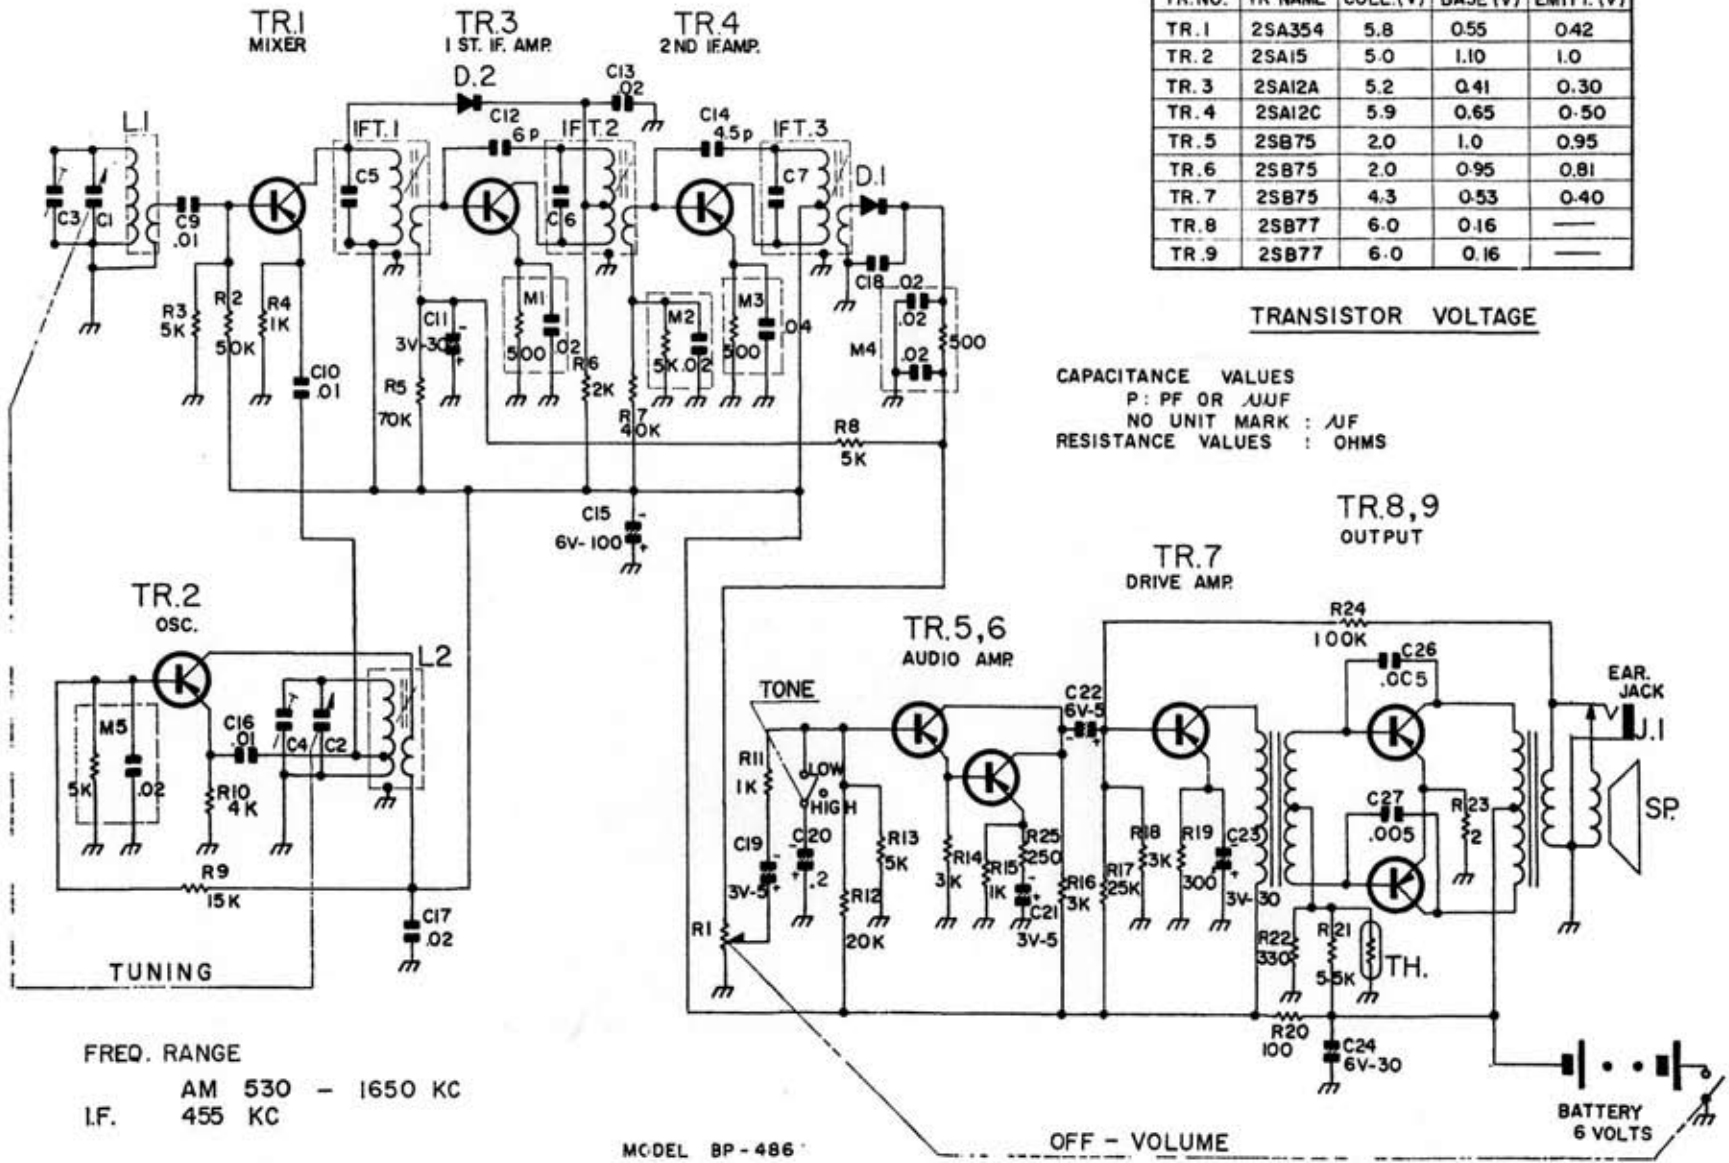 TR.1
MIXER
TR.3
1 ST. IF. AMP.
TR.4
2ND IF.AMP.
D.2
C13
.02
C12
6P
C14
4.5P
L1
IFT.1
IFT.2
IFT.3
D.1
C3
C1
C9
.01
C5
C6
C7
C18 .02
R3
5K
R2
50K
R4
1K
C10
.01
C11
3V-30
R5
70K
M1
500
.02
R6
2K
R7
40K
M2
5K
.02
M3
500
.04
M4
.02
.02
500
R8
5K
C15
6V-100
TR.NO. TR NAME COLL.(V) BASE(V) EMITT.(V)
TR.1 2SA354 5.8 0.55 0.42
TR.2 2SA15 5.0 1.10 1.0
TR.3 2SA12A 5.2 0.41 0.30
TR.4 2SA12C 5.9 0.65 0.50
TR.5 2SB75 2.0 1.0 0.95
TR.6 2SB75 2.0 0.95 0.81
TR.7 2SB75 4.3 0.53 0.40
TR.8 2SB77 6.0 0.16 —
TR.9 2SB77 6.0 0.16 —
TRANSISTOR VOLTAGE
CAPACITANCE VALUES
P : PF OR μμF
NO UNIT MARK : μF
RESISTANCE VALUES : OHMS
TR.2
OSC.
L2
M5
5K
.02
C16
.01
R10
4K
C4
C2
R9
15K
C17
.02
TUNING
TR.5,6
AUDIO AMP.
TR.7
DRIVE AMP.
TR.8,9
OUTPUT
TONE
LOW
HIGH
R11
1K
C19
3V-5
C20
.2
R1
R12
20K
R13
5K
R14
3K
R15
1K
R25
250
C21
3V-5
R16
3K
C22
6V-5
R17
25K
R18
3K
R19
300
C23
3V-30
R24
100K
C26
.005
C27
.005
R23
2
R22
330
R21
5.5K
TH.
R20
100
C24
6V-30
EAR.
JACK
J.1
SP.
BATTERY
6 VOLTS
FREQ. RANGE
AM 530 - 1650 KC
I.F. 455 KC
MODEL BP-486
OFF-VOLUME